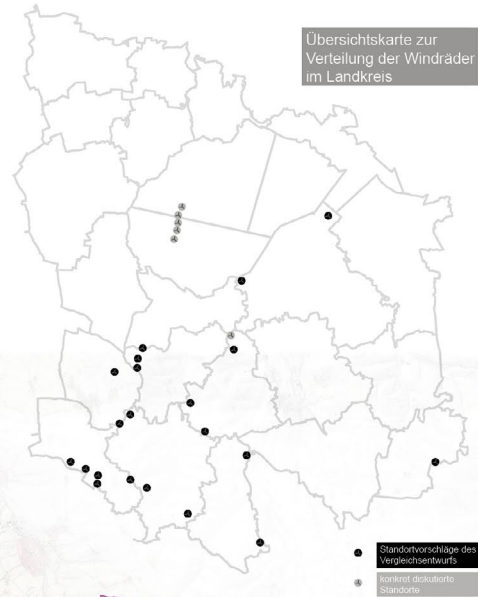 Übersichtskarte zur
Verteilung der Windräder
im Landkreis
Standortvorschläge des
Vergleichsentwurfs
konkret diskutierte
Standorte